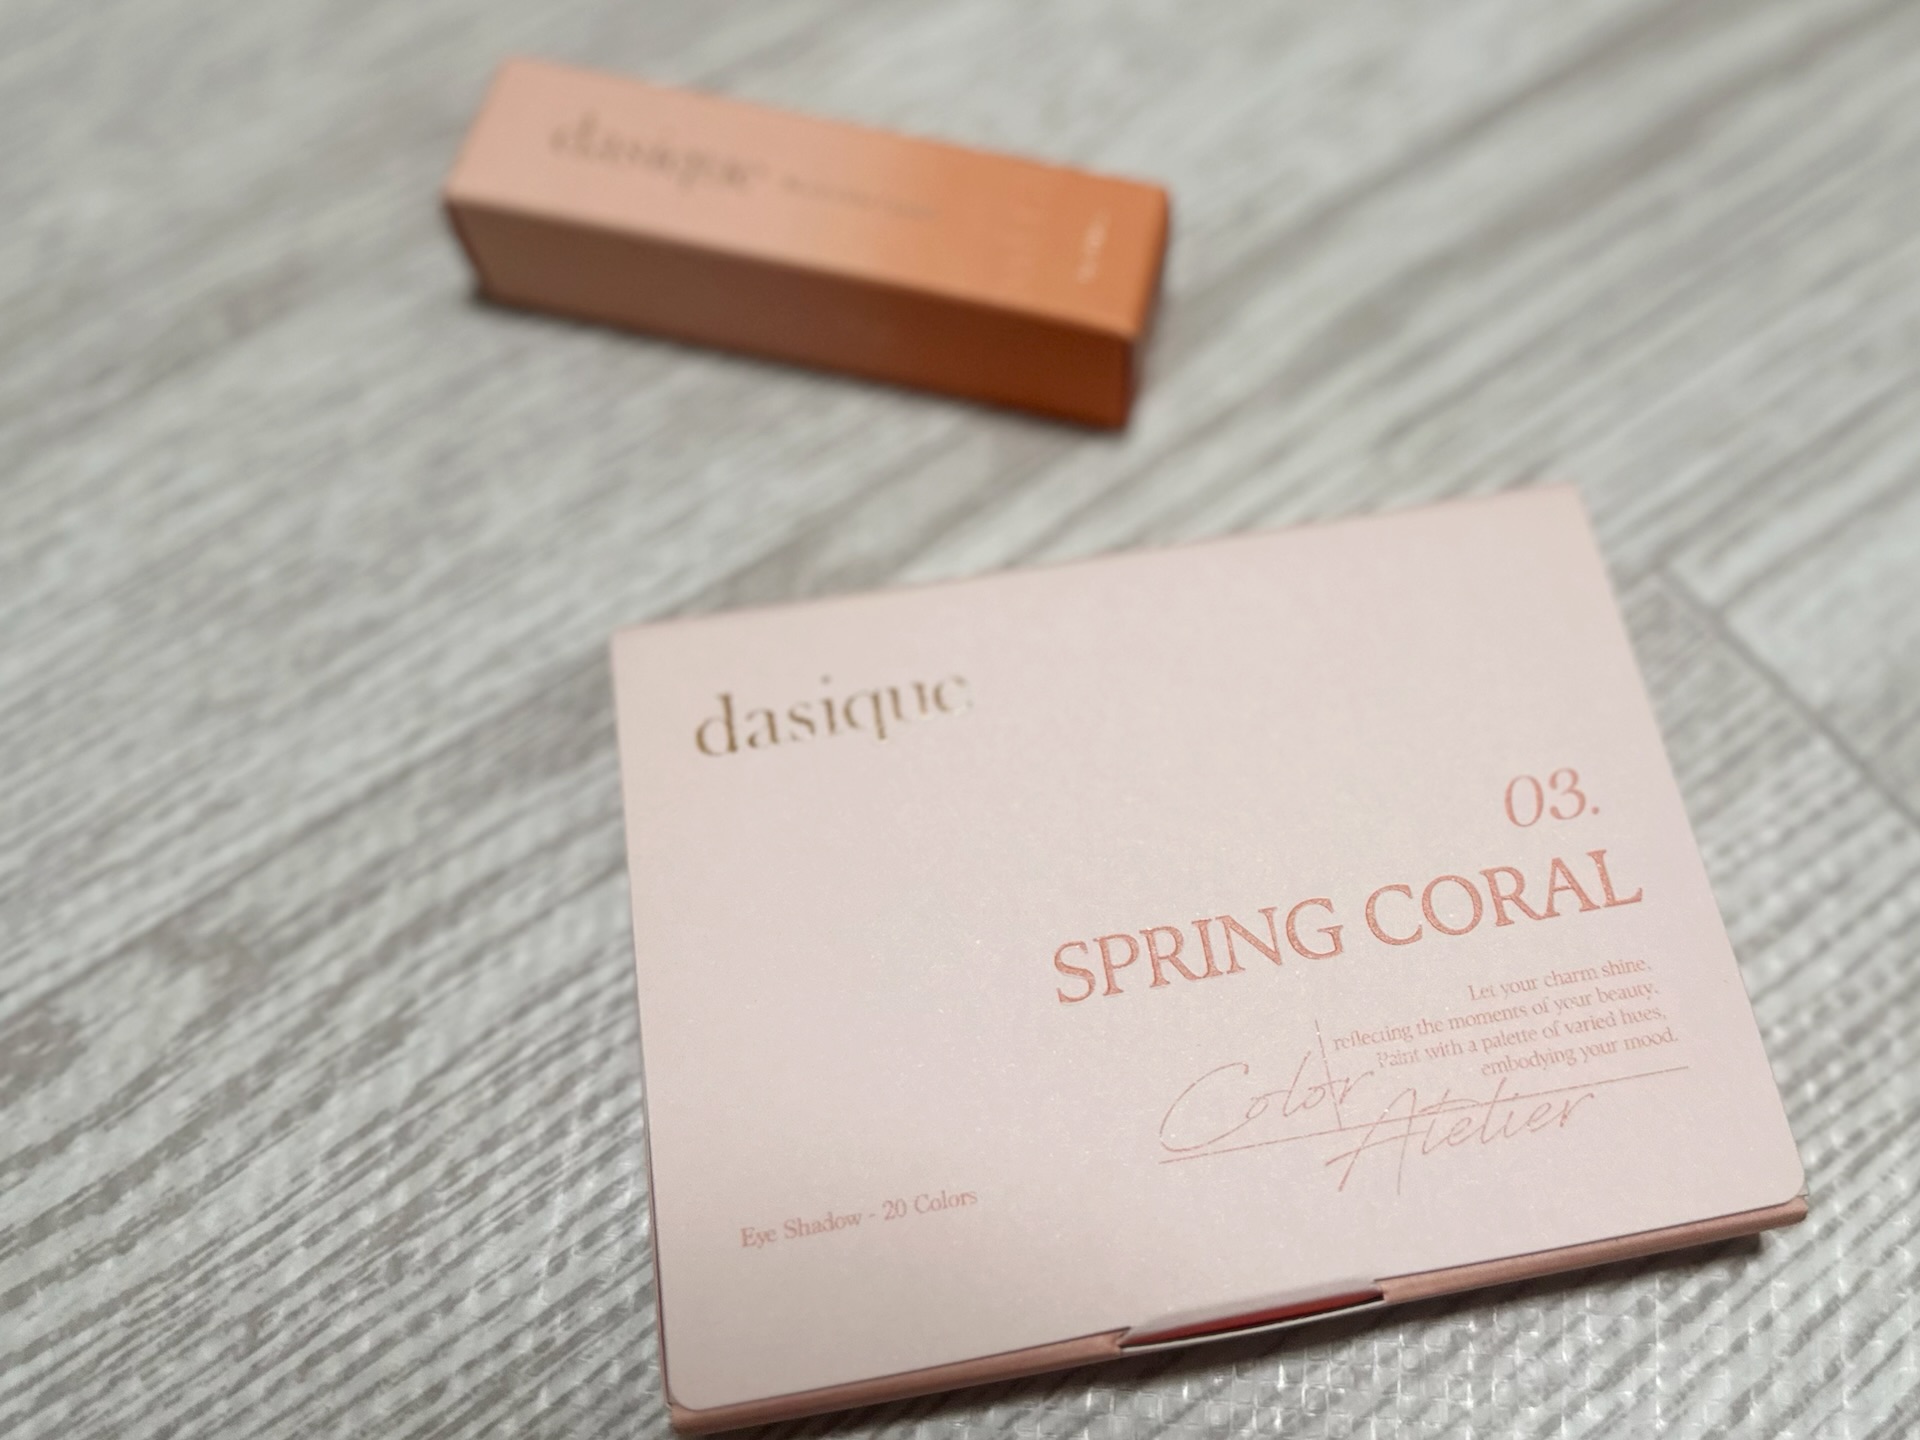 dasique
dasique
03.
SPRING CORAL
Let your charm shine,
reflecting the moments of your beauty.
Paint with a palette of varied hues,
embodying your mood.
Color
Atelier
Eye Shadow - 20 Colors